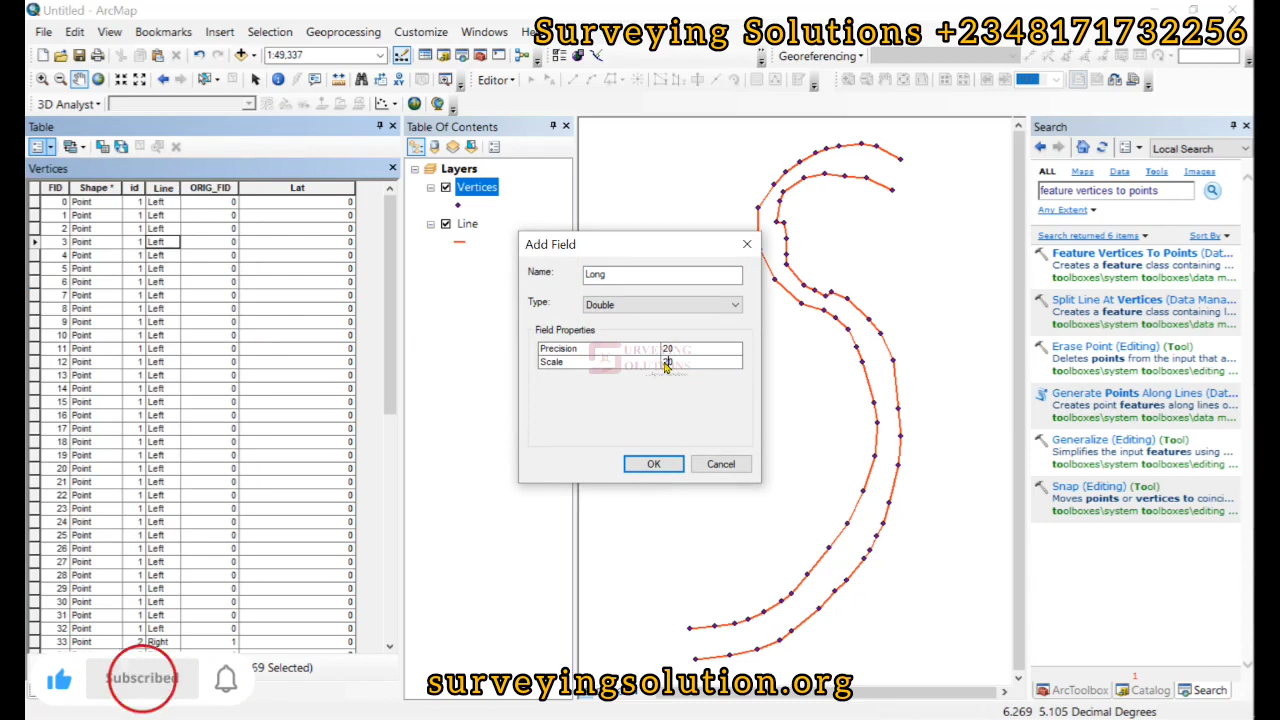 Untitled - ArcMap
File Edit View Bookmarks Insert Selection Geoprocessing Customize Windows
Surveying Solutions +2348171732256
1:49,337
Georeferencing
Editor
3D Analyst
Table
Vertices
FID Shape * id Line ORIG_FID Lat
0 Point 1 Left 0 0
1 Point 1 Left 0 0
2 Point 1 Left 0 0
3 Point 1 Left 0 0
4 Point 1 Left 0 0
5 Point 1 Left 0 0
6 Point 1 Left 0 0
7 Point 1 Left 0 0
8 Point 1 Left 0 0
9 Point 1 Left 0 0
10 Point 1 Left 0 0
11 Point 1 Left 0 0
12 Point 1 Left 0 0
13 Point 1 Left 0 0
14 Point 1 Left 0 0
15 Point 1 Left 0 0
16 Point 1 Left 0 0
17 Point 1 Left 0 0
18 Point 1 Left 0 0
19 Point 1 Left 0 0
20 Point 1 Left 0 0
21 Point 1 Left 0 0
22 Point 1 Left 0 0
23 Point 1 Left 0 0
24 Point 1 Left 0 0
25 Point 1 Left 0 0
26 Point 1 Left 0 0
27 Point 1 Left 0 0
28 Point 1 Left 0 0
29 Point 1 Left 0 0
30 Point 1 Left 0 0
31 Point 1 Left 0 0
32 Point 1 Left 0 0
33 Point 2 Right 1 0
Selected)
Subscribed
Table Of Contents
Layers
Vertices
Line
Add Field
Name: Long
Type: Double
Field Properties
Precision 20
Scale
SURVEYING
SOLUTIONS
OK Cancel
Search
Local Search
ALL Maps Data Tools Images
feature vertices to points
Any Extent
Search returned 6 items Sort By
Feature Vertices To Points (Dat...
Creates a feature class containing ...
toolboxes\system toolboxes\data m...
Split Line At Vertices (Data Mana...
Creates a feature class containing l...
toolboxes\system toolboxes\data m...
Erase Point (Editing) (Tool)
Deletes points from the input that a...
toolboxes\system toolboxes\editing ...
Generate Points Along Lines (Dat...
Creates point features along lines o...
toolboxes\system toolboxes\data m...
Generalize (Editing) (Tool)
Simplifies the input features using ...
toolboxes\system toolboxes\editing ...
Snap (Editing) (Tool)
Moves points or vertices to coinci...
toolboxes\system toolboxes\editing ...
1
ArcToolbox Catalog Search
surveyingsolution.org
6.269 5.105 Decimal Degrees